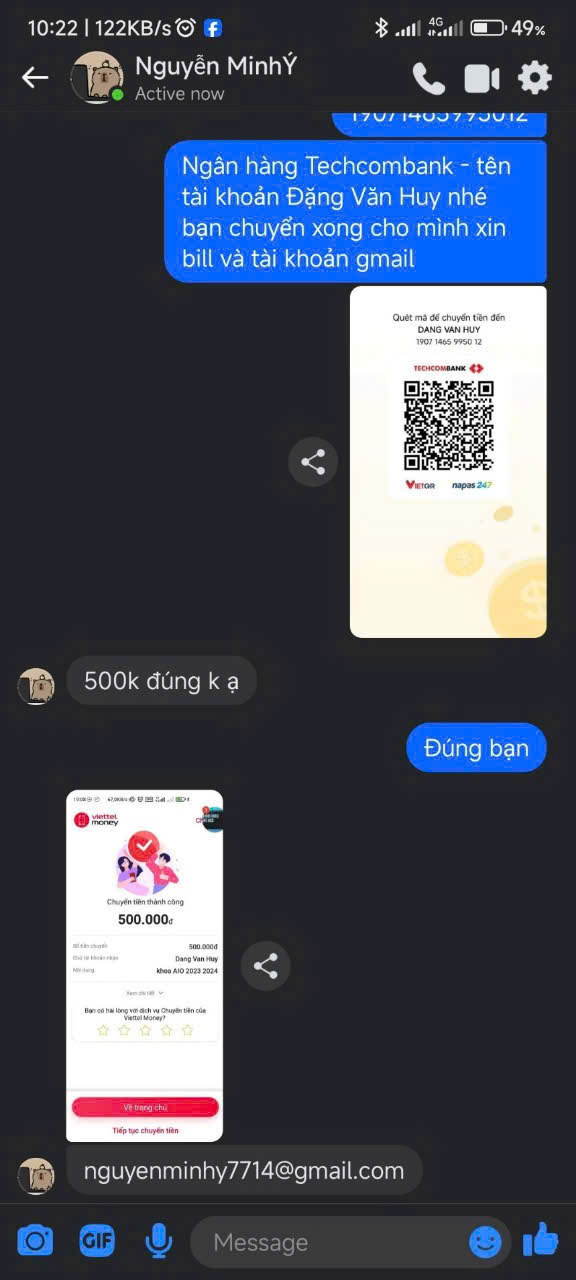 10:22 | 122KB/s
4G
49%
Nguyễn MinhÝ
Active now
19071465995012
Ngân hàng Techcombank - tên
tài khoản Đặng Văn Huy nhé
bạn chuyển xong cho mình xin
bill và tài khoản gmail
Quét mã để chuyển tiền đến
DANG VAN HUY
1907 1465 9950 12
TECHCOMBANK
VIETQR napas 247
500k đúng k ạ
Đúng bạn
viettel
money
Chuyển tiền thành công
500.000đ
Số tiền chuyển 500.000đ
Chủ tài khoản nhận Dang Van Huy
Nội dung khoa AIO 2023 2024
Xem chi tiết
Bạn có hài lòng với dịch vụ Chuyển tiền của
Viettel Money?
Về trang chủ
Tiếp tục chuyển tiền
nguyenminhy7714@gmail.com
GIF
Message